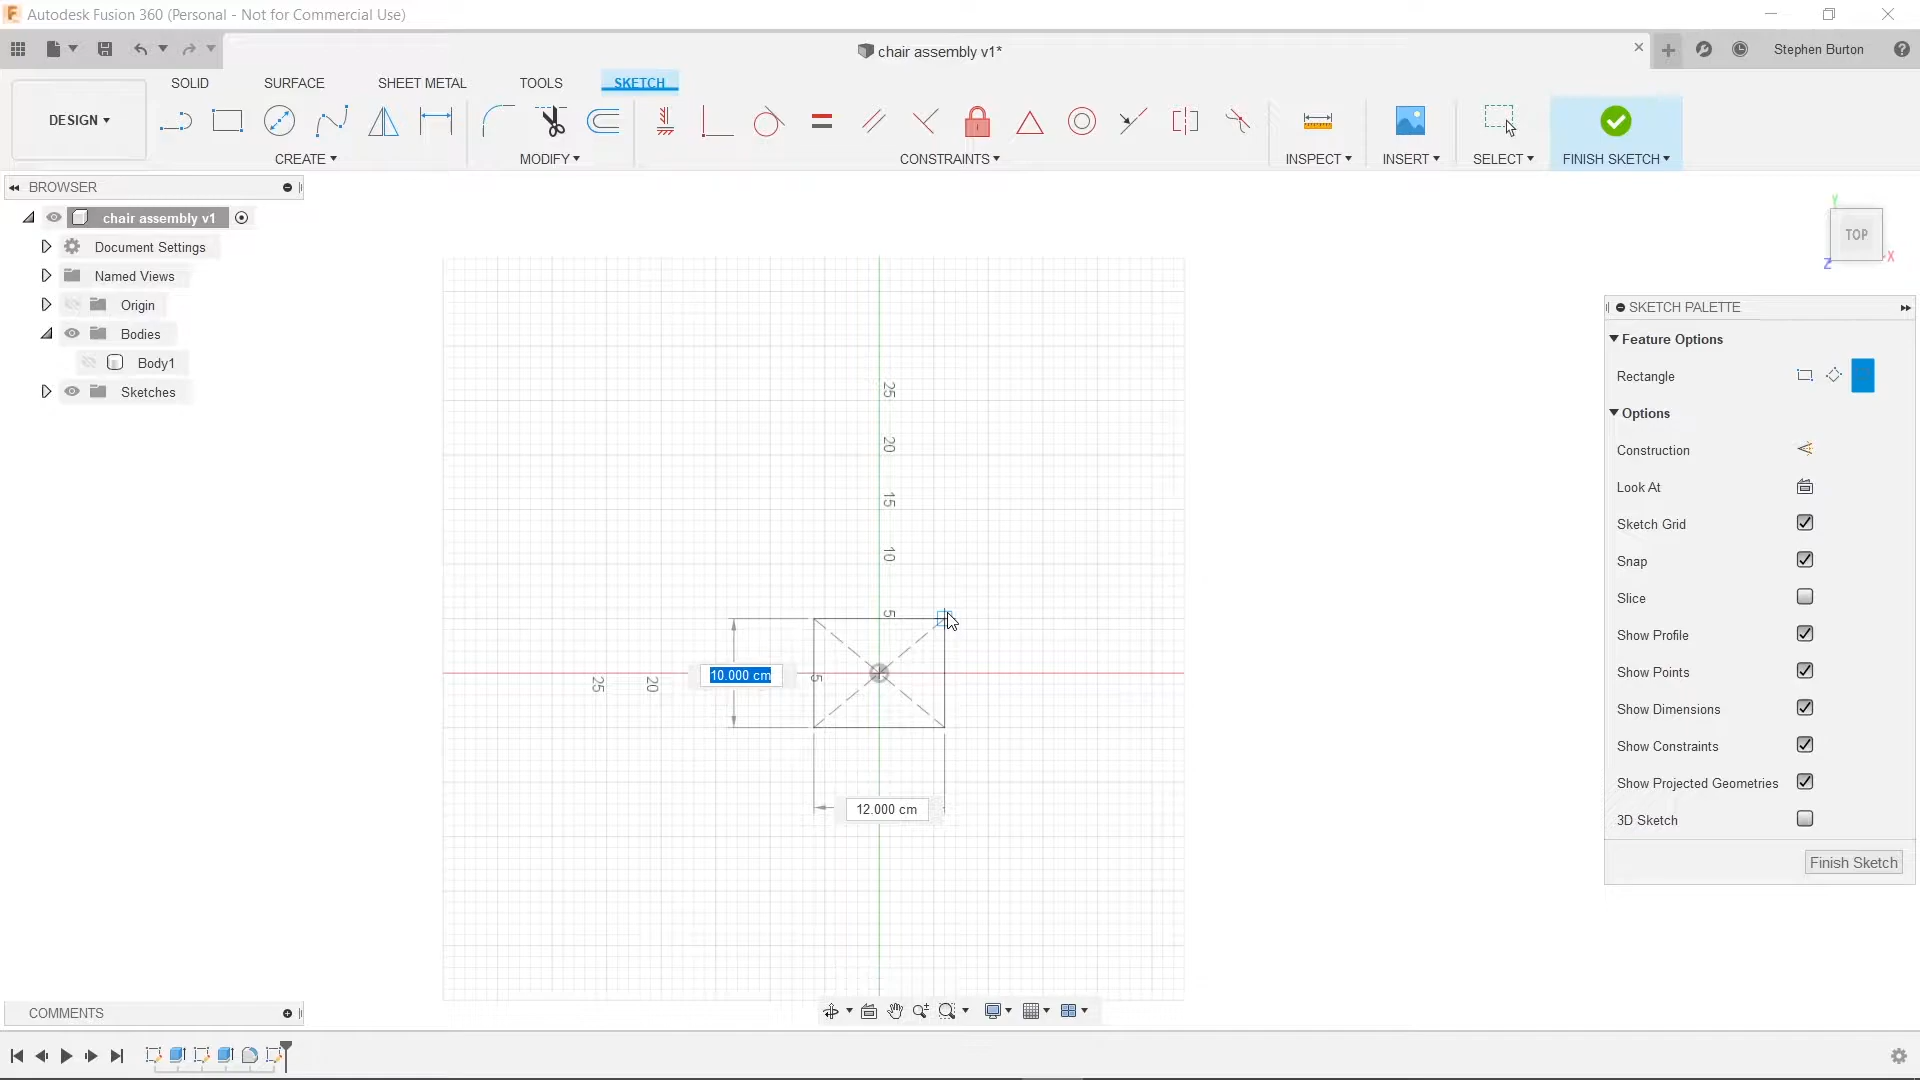 Autodesk Fusion 360 (Personal - Not for Commercial Use)
chair assembly v1*
Stephen Burton
DESIGN
SOLID
SURFACE
SHEET METAL
TOOLS
SKETCH
CREATE
MODIFY
CONSTRAINTS
INSPECT
INSERT
SELECT
FINISH SKETCH
BROWSER
chair assembly v1
Document Settings
Named Views
Origin
Bodies
Body1
Sketches
Y
TOP
X
Z
SKETCH PALETTE
Feature Options
Rectangle
Options
Construction
Look At
Sketch Grid
Snap
Slice
Show Profile
Show Points
Show Dimensions
Show Constraints
Show Projected Geometries
3D Sketch
Finish Sketch
25
20
15
10
5
25
20
10.000 cm
5
12.000 cm
COMMENTS